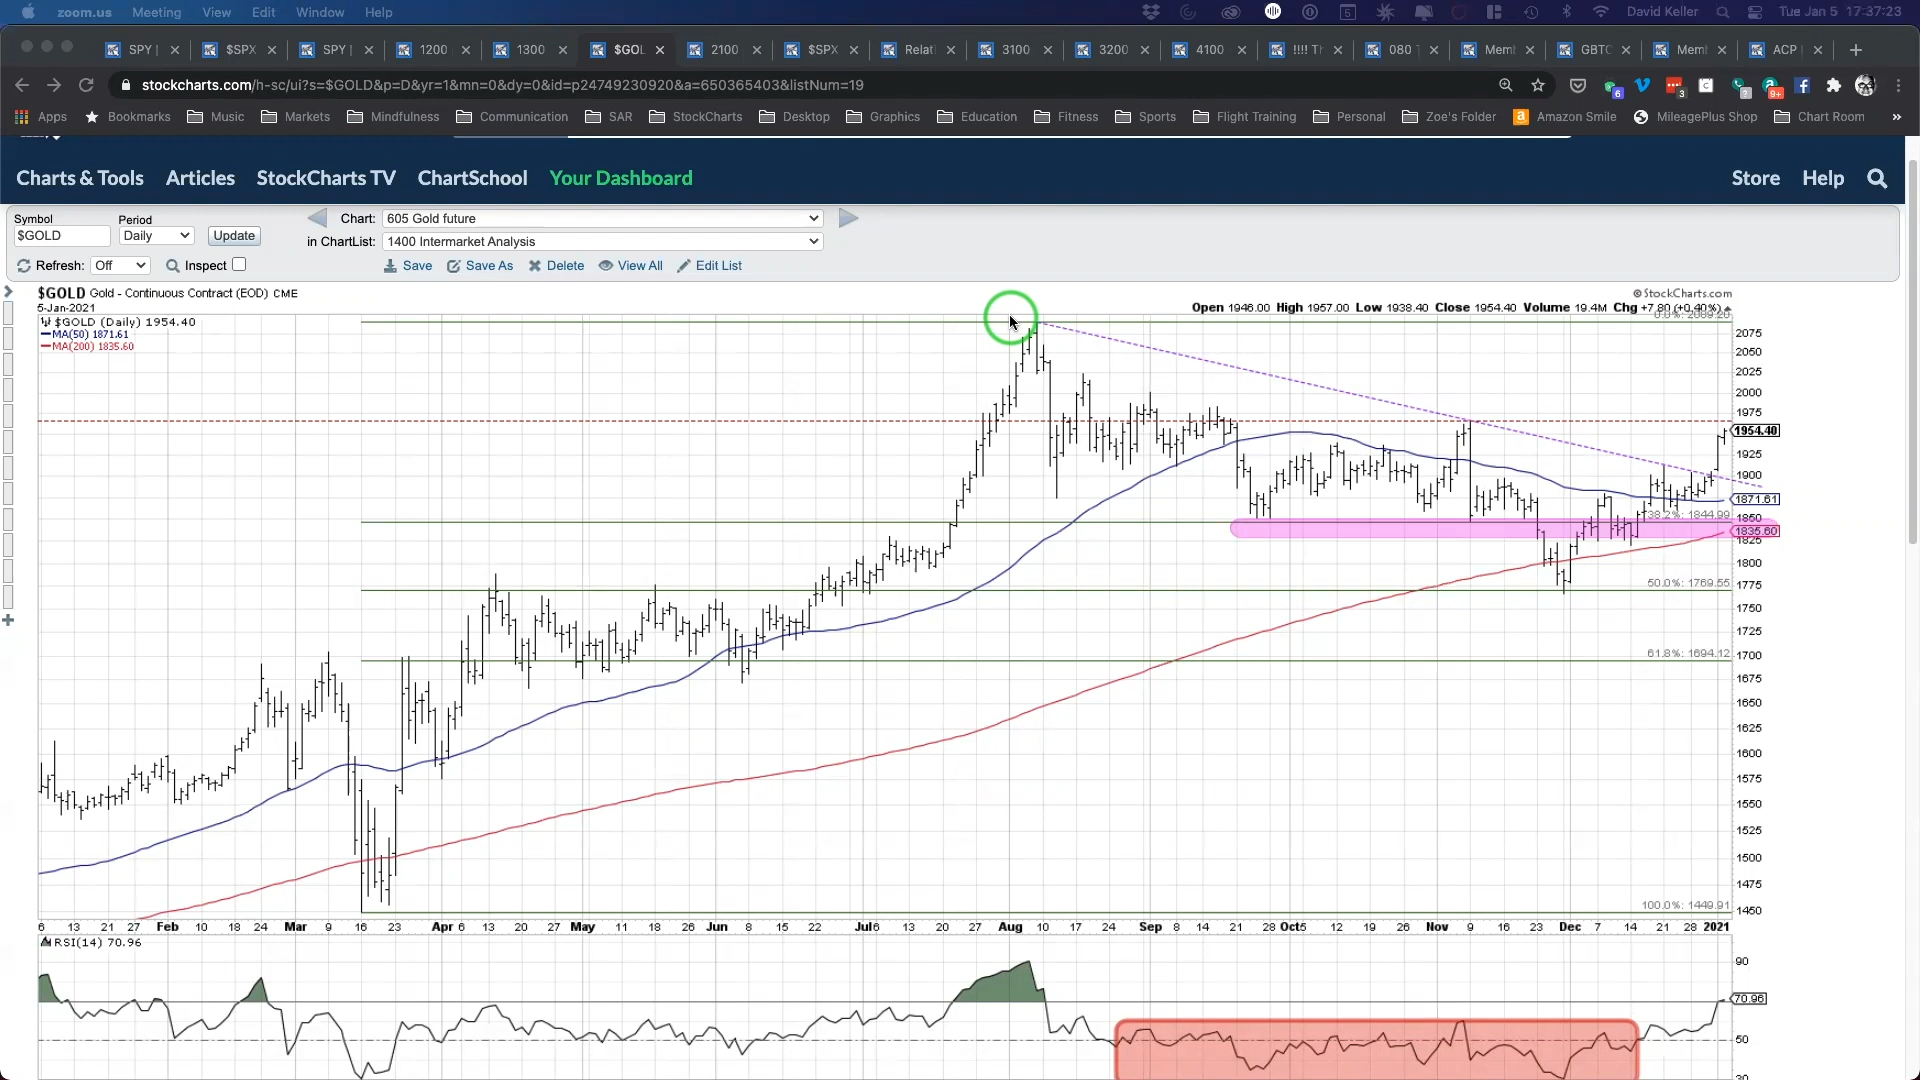 zoom.us Meeting View Edit Window Help David Keller Tue Jan 5 17:37:23
SPY | $SPX SPY | 1200 1300 $GOL 2100 $SPX Relati 3100 3200 4100 !!!! Th 080 T Memb GBTC Memb ACP
stockcharts.com/h-sc/ui?s=$GOLD&p=D&yr=1&mn=0&dy=0&id=p24749230920&a=650365403&listNum=19
Apps Bookmarks Music Markets Mindfulness Communication SAR StockCharts Desktop Graphics Education Fitness Sports Flight Training Personal Zoe's Folder Amazon Smile MileagePlus Shop Chart Room »
Charts & Tools Articles StockCharts TV ChartSchool Your Dashboard Store Help
Symbol Period Chart: 605 Gold future
$GOLD Daily Update in ChartList: 1400 Intermarket Analysis
Refresh: Off Inspect Save Save As Delete View All Edit List
$GOLD Gold - Continuous Contract (EOD) CME © StockCharts.com
5-Jan-2021 Open 1946.00 High 1957.00 Low 1938.40 Close 1954.40 Volume 19.4M Chg +7.80 (+0.40%)
$GOLD (Daily) 1954.40
MA(50) 1871.61
MA(200) 1835.60
0.0%: 2089.20
2075
2050
2025
2000
1975
1954.40
1925
1900
1871.61
38.2%: 1844.99 1850
1835.60
1825
1800
50.0%: 1769.55 1775
1750
1725
61.8%: 1694.12 1700
1675
1650
1625
1600
1575
1550
1525
1500
1475
100.0%: 1449.91 1450
6 13 21 27 Feb 10 18 24 Mar 9 16 23 Apr 6 13 20 27 May 11 18 26 Jun 8 15 22 Jul 6 13 20 27 Aug 10 17 24 Sep 8 14 21 28 Oct 5 12 19 26 Nov 9 16 23 Dec 7 14 21 28 2021
RSI(14) 70.96
90
70.96
50
30